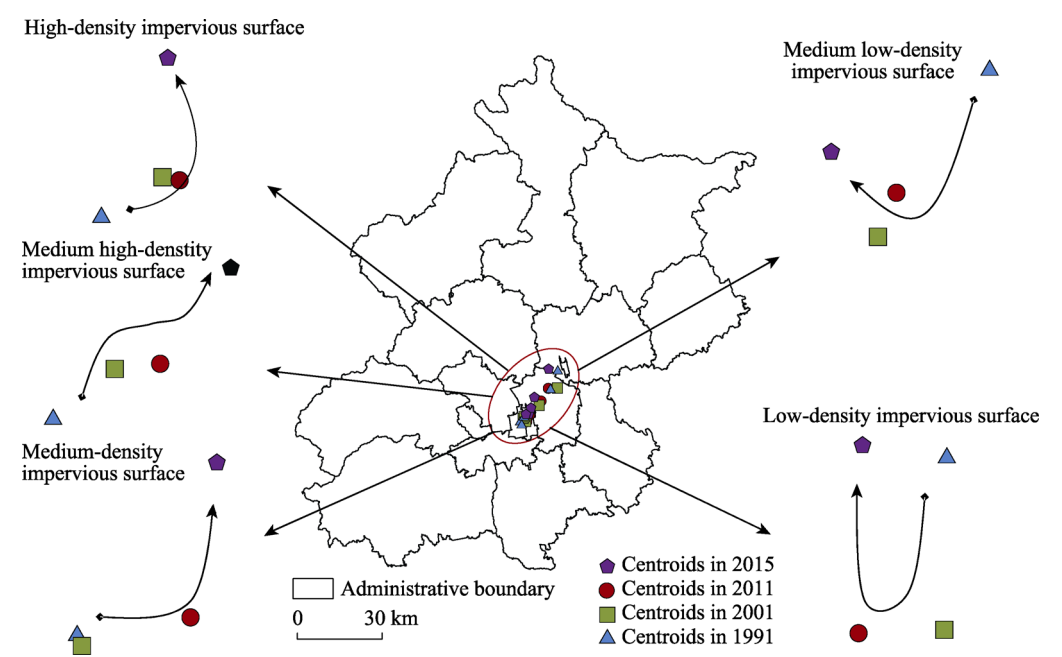 High-density impervious surface
Medium high-denstity
impervious surface
Medium-density
impervious surface
Medium low-density
impervious surface
Low-density impervious surface
Administrative boundary
0 30 km
Centroids in 2015
Centroids in 2011
Centroids in 2001
Centroids in 1991